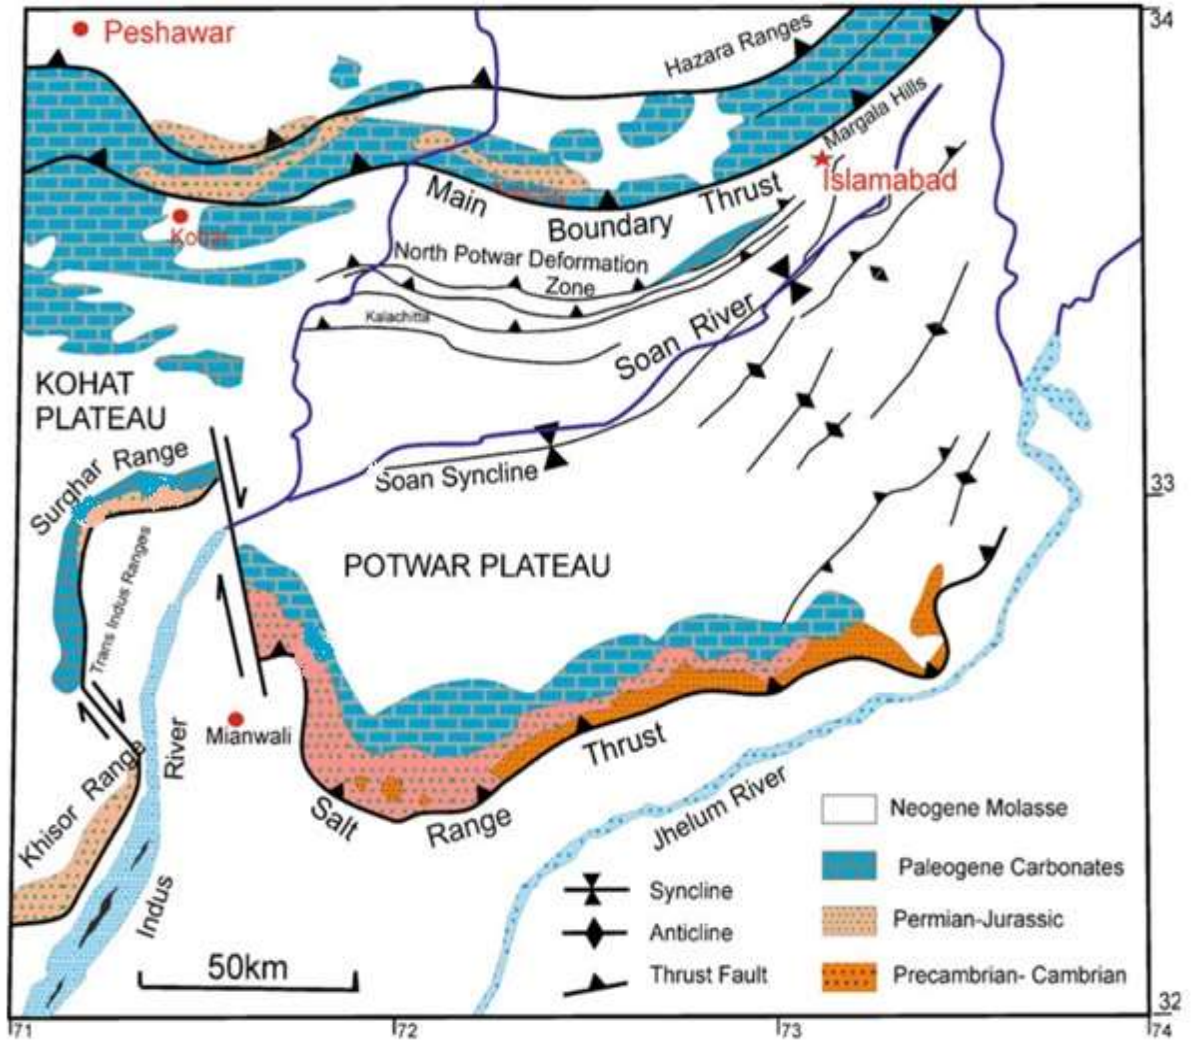 34
Peshawar
Hazara Ranges
Margala Hills
Islamabad
Main
Boundary
Thrust
Kohat
North Potwar Deformation
Zone
Kalachitta
Soan River
KOHAT
PLATEAU
Surghar Range
Soan Syncline
33
Trans Indus Ranges
POTWAR PLATEAU
Mianwali
River
Indus
Khisor Range
Salt
Range
Thrust
Jhelum River
Neogene Molasse
Paleogene Carbonates
Permian-Jurassic
Precambrian- Cambrian
Syncline
Anticline
Thrust Fault
50km
32
71
72
73
74